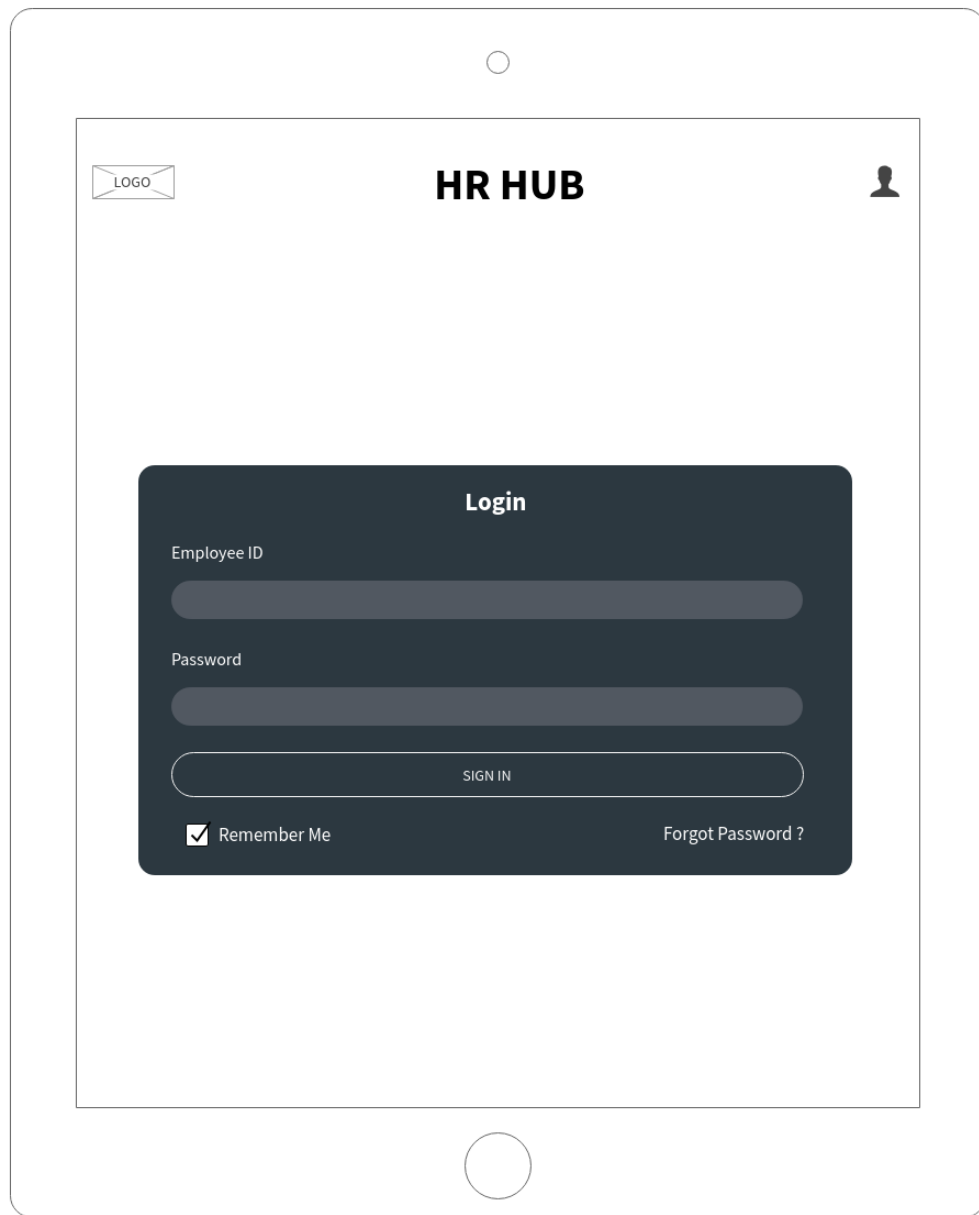 LOGO
HR HUB
Login
Employee ID
Password
SIGN IN
Remember Me
Forgot Password ?